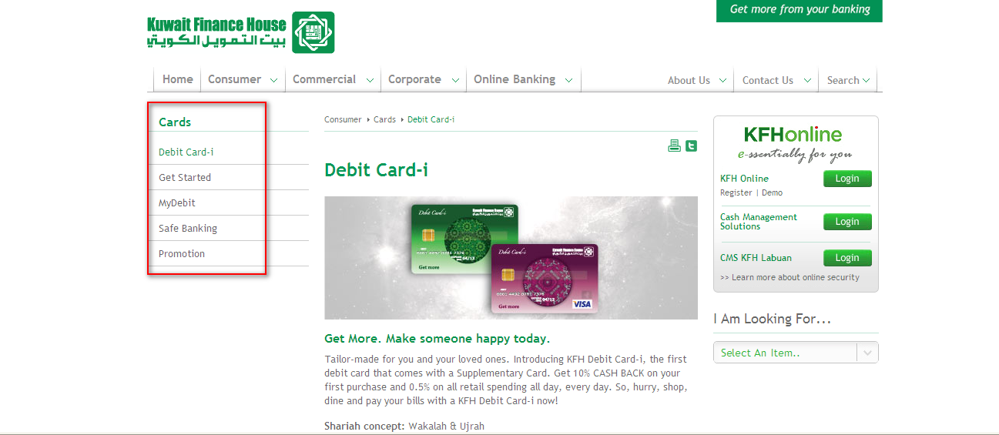 Get more from your banking
Kuwait Finance House
بيت التمويل الكويتي
Home
Consumer
Commercial
Corporate
Online Banking
About Us
Contact Us
Search
Cards
Debit Card-i
Get Started
MyDebit
Safe Banking
Promotion
Consumer Cards Debit Card-i
Debit Card-i
Debit Card-i
Kuwait Finance House
Get more
Debit Card-i
Kuwait Finance House
0001 4492 0781 7376
04/12
Get more
VISA
Get More. Make someone happy today.
Tailor-made for you and your loved ones. Introducing KFH Debit Card-i, the first
debit card that comes with a Supplementary Card. Get 10% CASH BACK on your
first purchase and 0.5% on all retail spending all day, every day. So, hurry, shop,
dine and pay your bills with a KFH Debit Card-i now!
Shariah concept: Wakalah & Ujrah
KFHonline
e-ssentially for you
KFH Online
Login
Register | Demo
Cash Management
Solutions
Login
CMS KFH Labuan
Login
>> Learn more about online security
I Am Looking For...
Select An Item..